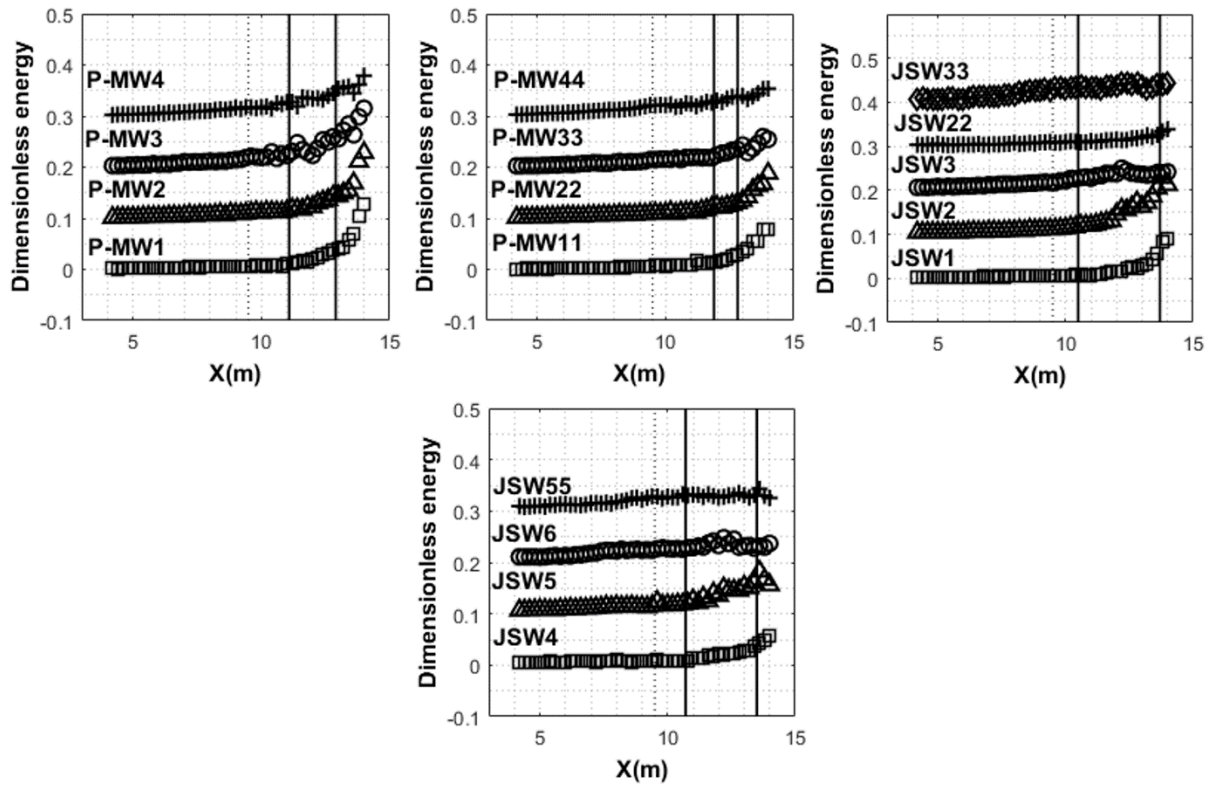 0.5
0.4
0.3
0.2
0.1
0
-0.1
Dimensionless energy
P-MW4
P-MW3
P-MW2
P-MW1
5
10
15
X(m)
0.5
0.4
0.3
0.2
0.1
0
-0.1
Dimensionless energy
P-MW44
P-MW33
P-MW22
P-MW11
5
10
15
X(m)
0.5
0.4
0.3
0.2
0.1
0
-0.1
Dimensionless energy
JSW33
JSW22
JSW3
JSW2
JSW1
5
10
15
X(m)
0.5
0.4
0.3
0.2
0.1
0
-0.1
Dimensionless energy
JSW55
JSW6
JSW5
JSW4
5
10
15
X(m)